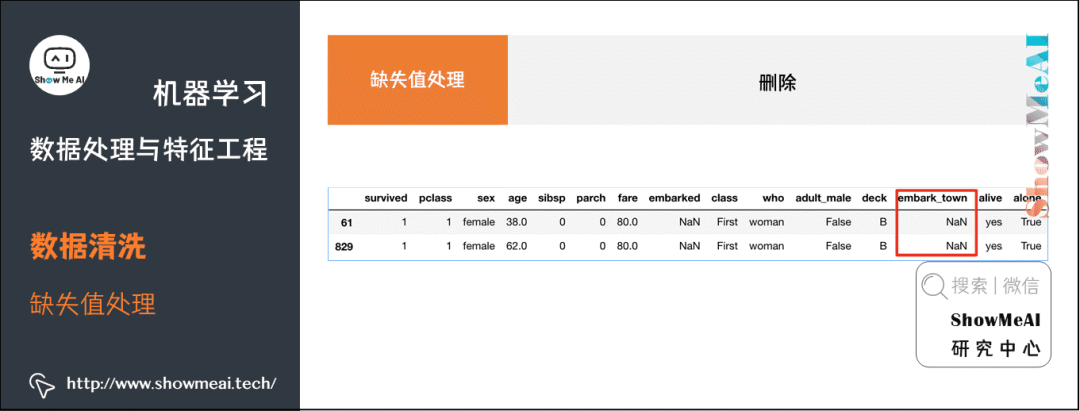 Show Me AI
机器学习
数据处理与特征工程
数据清洗
缺失值处理
http://www.showmeai.tech/
缺失值处理 删除
ShowMeAI
survived pclass sex age sibsp parch fare embarked class who adult_male deck embark_town alive alone
61 1 1 female 38.0 0 0 80.0 NaN First woman False B NaN yes True
829 1 1 female 62.0 0 0 80.0 NaN First woman False B NaN yes True
搜索 | 微信
ShowMeAI
研究中心